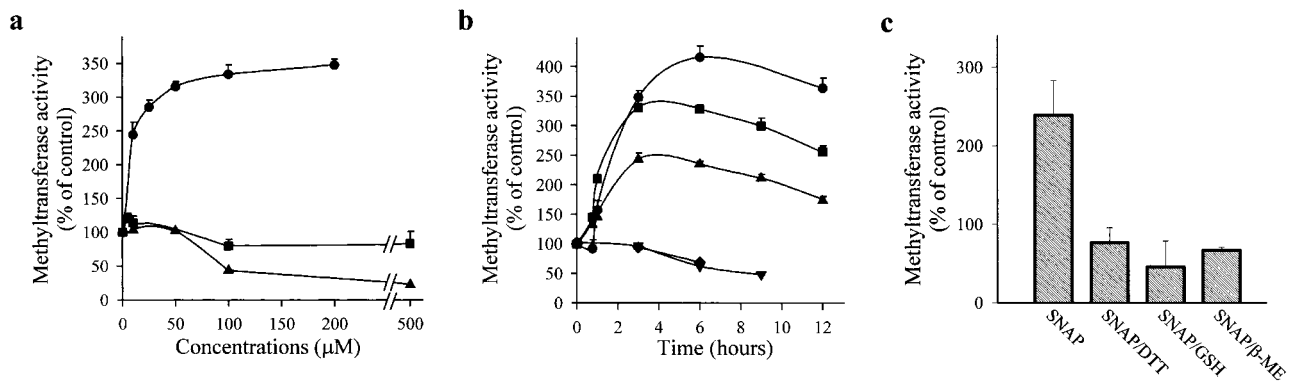 a
Methyltransferase activity
(% of control)
350
300
250
200
150
100
50
0
0
50
100
150
200
500
Concentrations (μM)
b
Methyltransferase activity
(% of control)
400
350
300
250
200
150
100
50
0
0
2
4
6
8
10
12
Time (hours)
c
Methyltransferase activity
(% of control)
300
200
100
0
SNAP
SNAP/DTT
SNAP/GSH
SNAP/β-ME